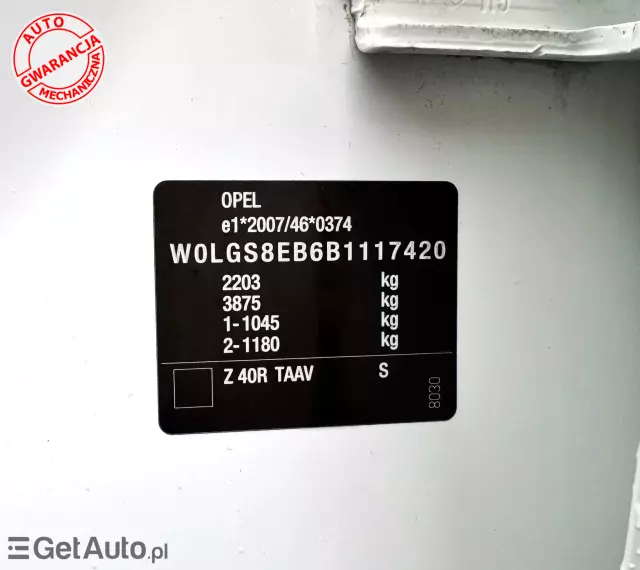 AUTO
GWARANCJA
MECHANICZNA
OPEL
e1*2007/46*0374
W0LGS8EB6B1117420
2203 kg
3875 kg
1-1045 kg
2-1180 kg
Z 40R TAAV S
8030
GetAuto.pl